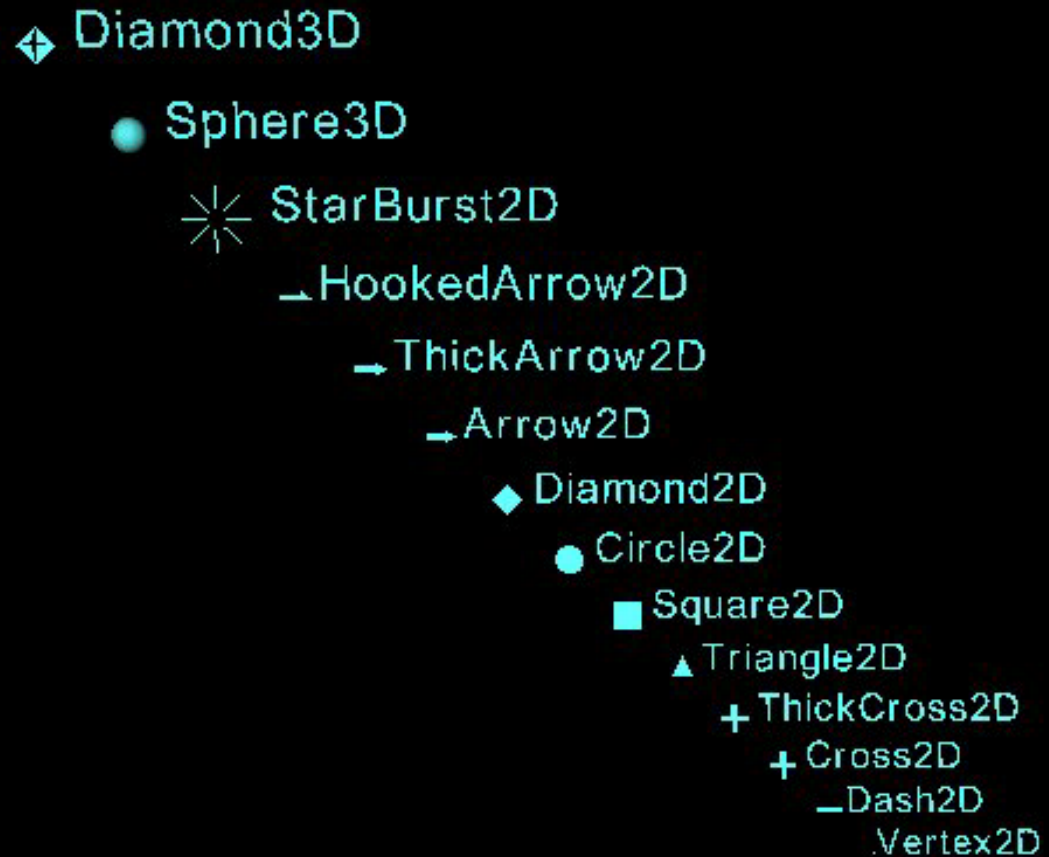 Diamond3D
Sphere3D
StarBurst2D
HookedArrow2D
ThickArrow2D
Arrow2D
Diamond2D
Circle2D
Square2D
Triangle2D
ThickCross2D
Cross2D
Dash2D
Vertex2D